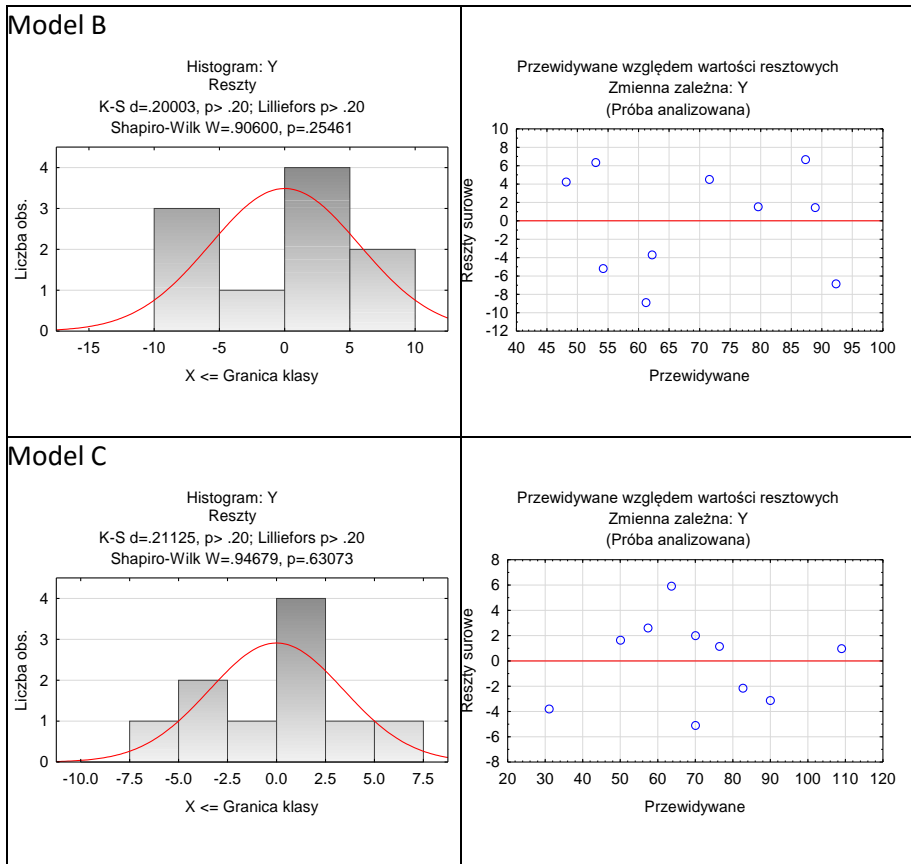 Model B
Histogram: Y
Reszty
K-S d=.20003, p> .20; Lilliefors p> .20
Shapiro-Wilk W=.90600, p=.25461
4
3
2
1
0
Liczba obs.
-15 -10 -5 0 5 10
X <= Granica klasy
Przewidywane względem wartości resztowych
Zmienna zależna: Y
(Próba analizowana)
10
8
6
4
2
0
-2
-4
-6
-8
-10
-12
Reszty surowe
40 45 50 55 60 65 70 75 80 85 90 95 100
Przewidywane
Model C
Histogram: Y
Reszty
K-S d=.21125, p> .20; Lilliefors p> .20
Shapiro-Wilk W=.94679, p=.63073
4
3
2
1
0
Liczba obs.
-10.0 -7.5 -5.0 -2.5 0.0 2.5 5.0 7.5
X <= Granica klasy
Przewidywane względem wartości resztowych
Zmienna zależna: Y
(Próba analizowana)
8
6
4
2
0
-2
-4
-6
-8
Reszty surowe
20 30 40 50 60 70 80 90 100 110 120
Przewidywane